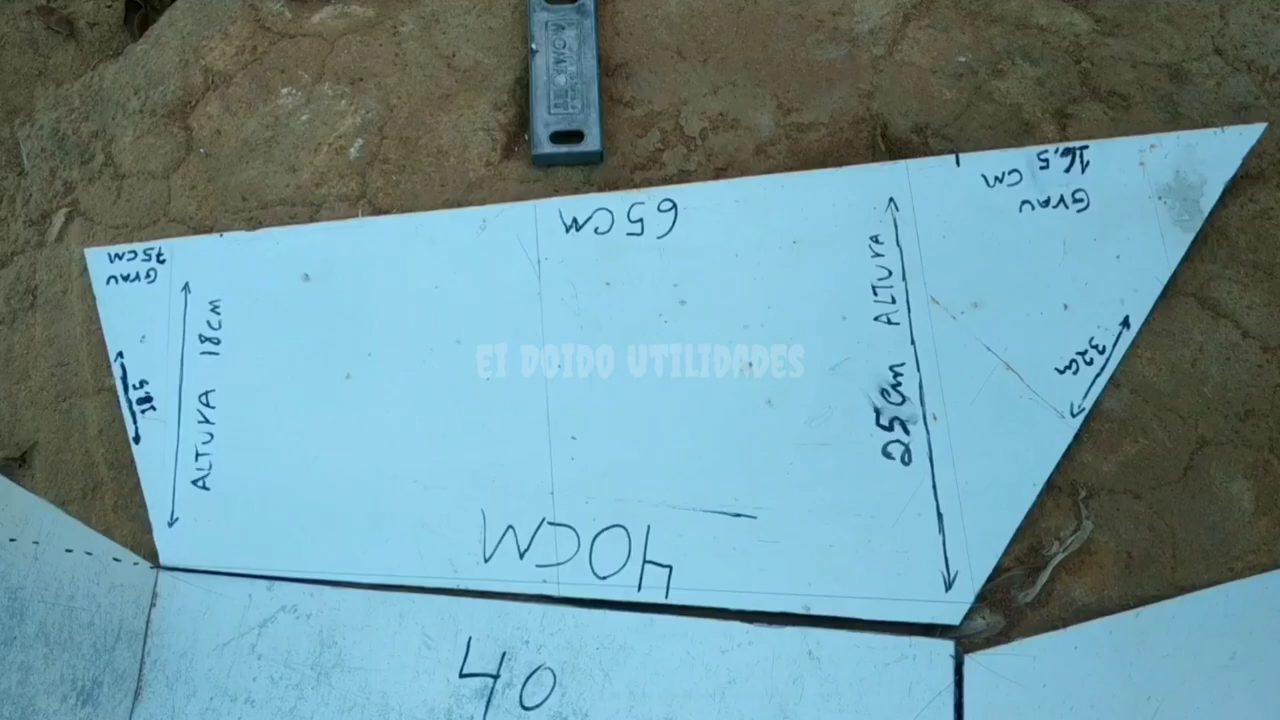 16,5
CM
Grau
65CM
75CM
Grau
ALTURA 18CM
18,5
25cm ALTURA
32cm
EI DOIDO UTILIDADES
40CM
40